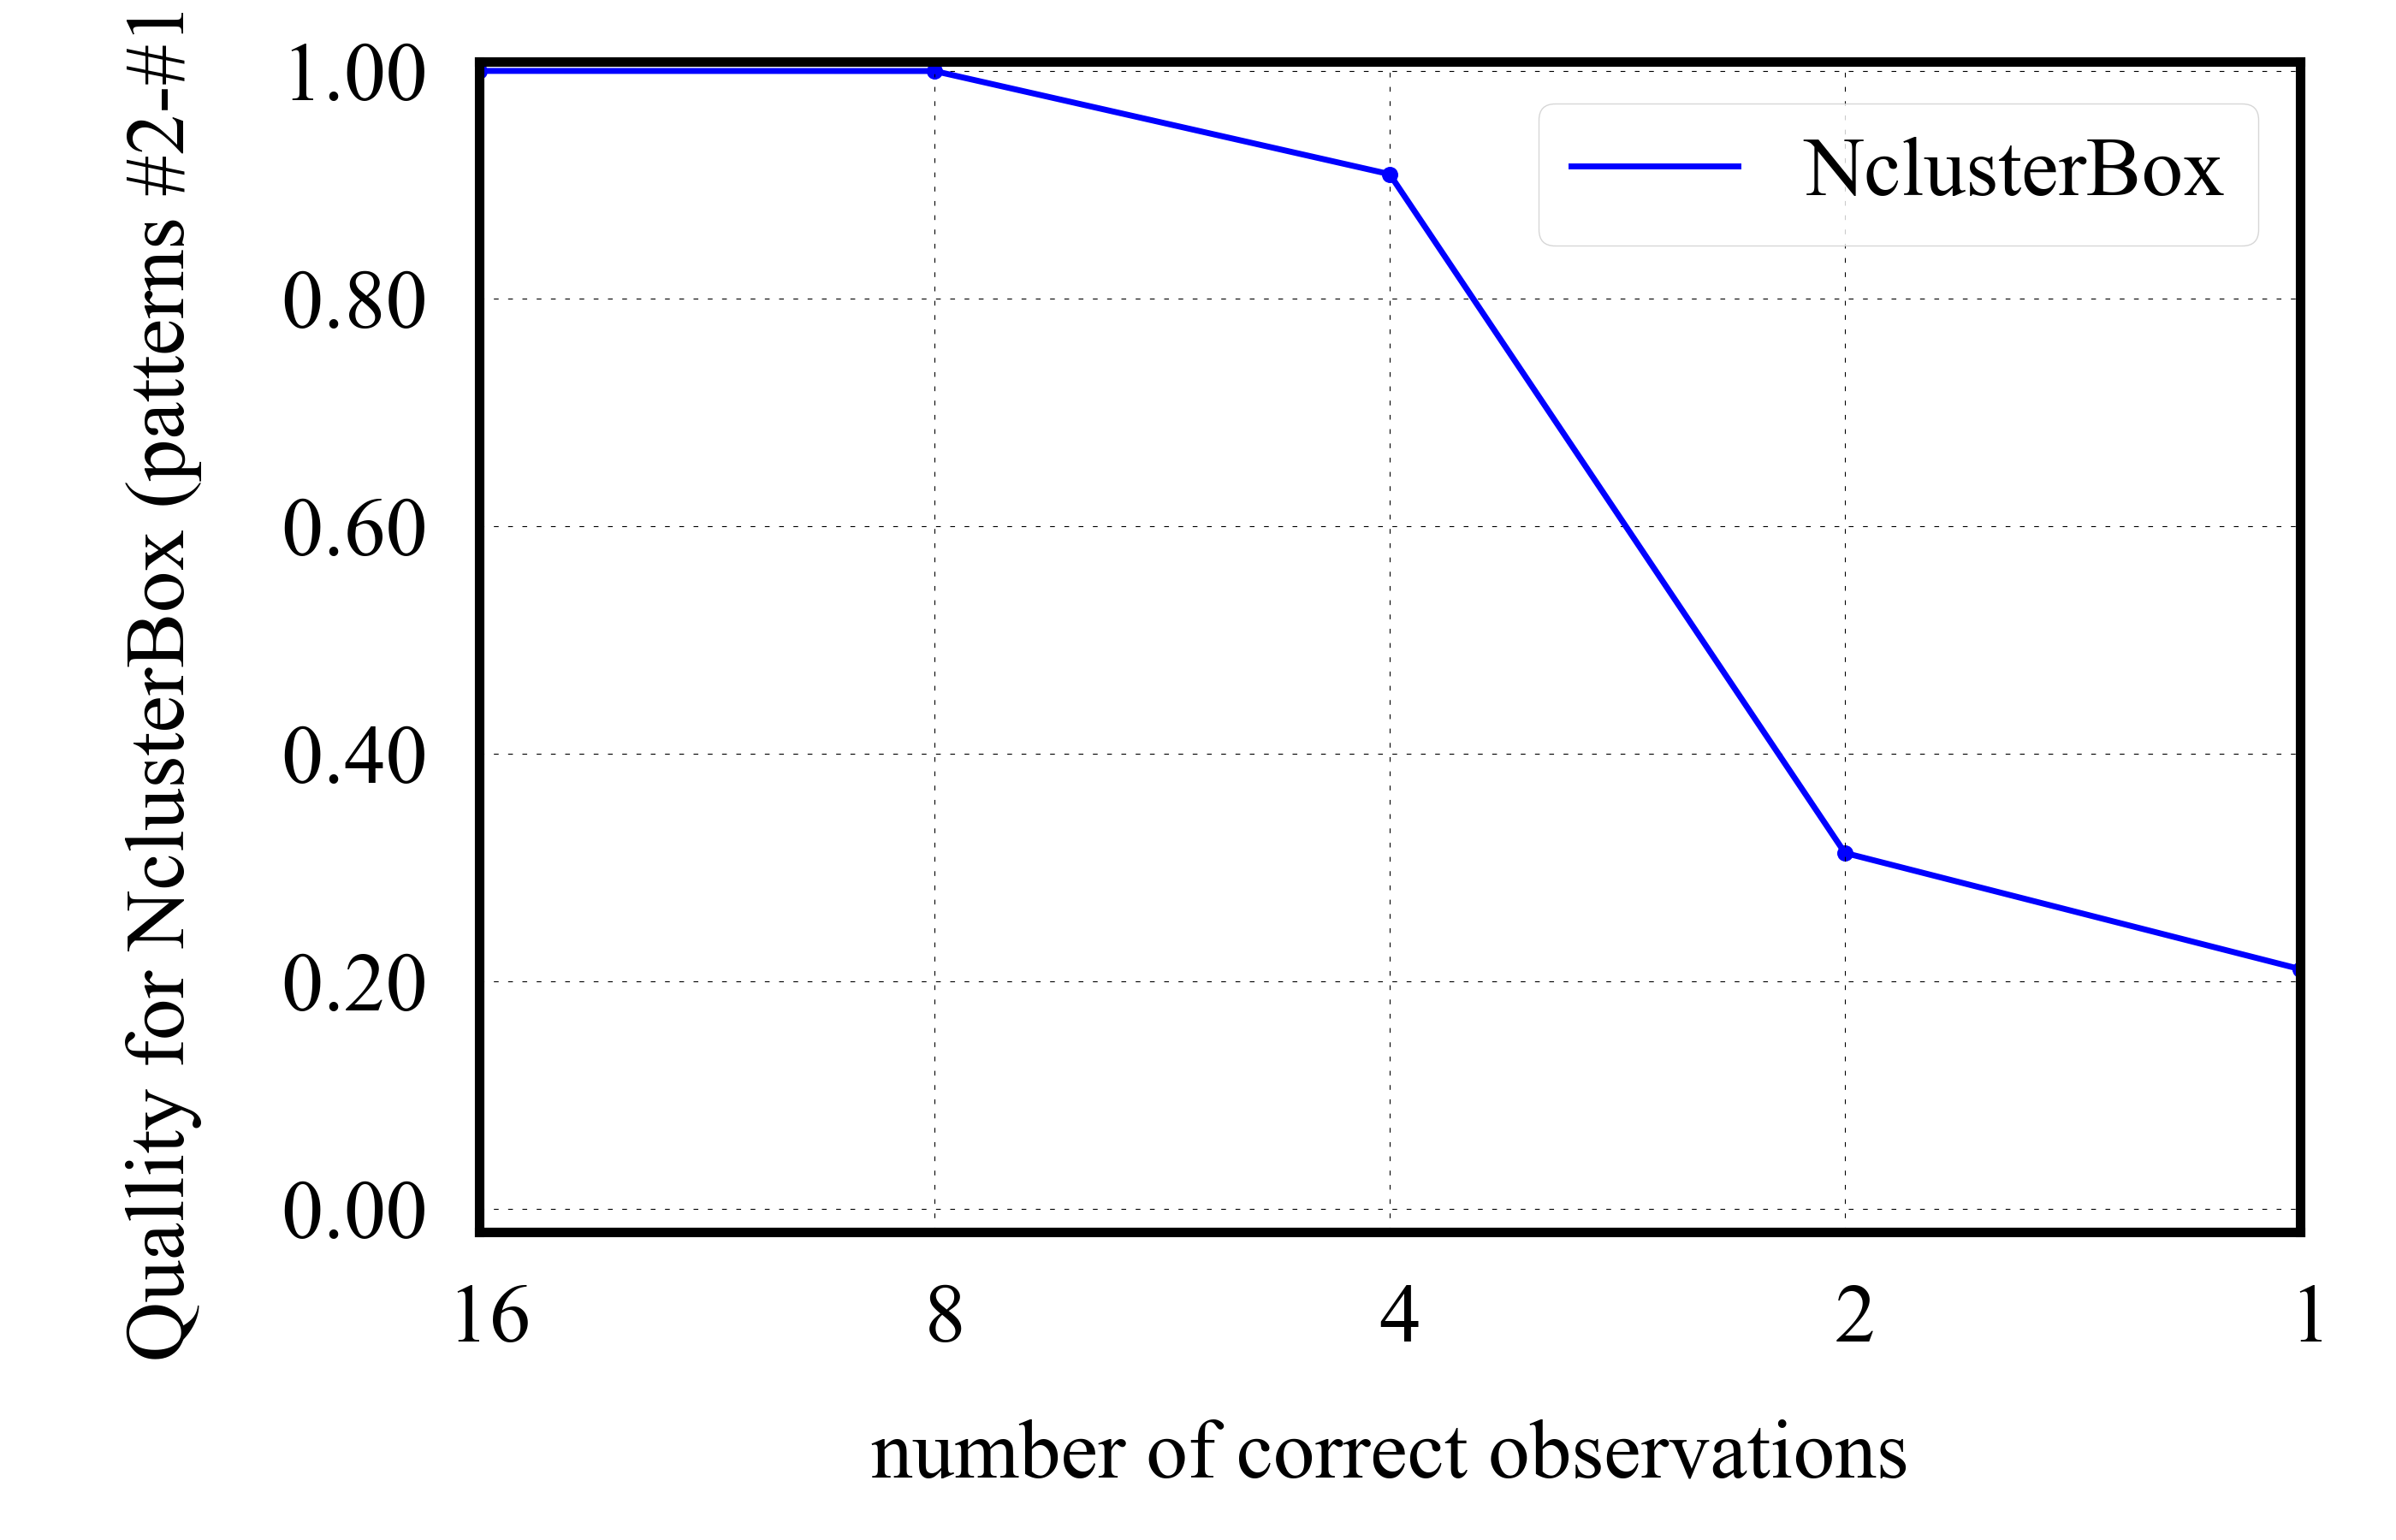 Quallity for NclusterBox (patterns #2-#1
1.00
0.80
0.60
0.40
0.20
0.00
NclusterBox
16 8 4 2 1
number of correct observations